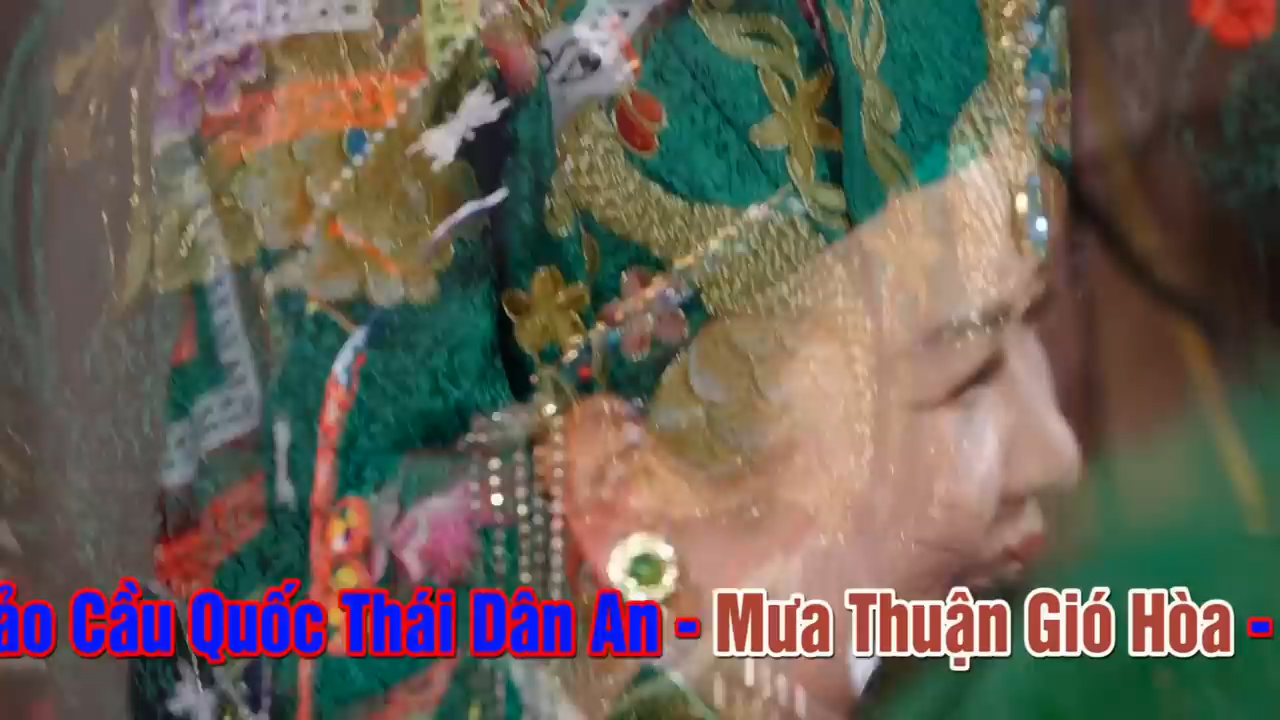 Cầu Quốc Thái Dân An - Mưa Thuận Gió Hòa -